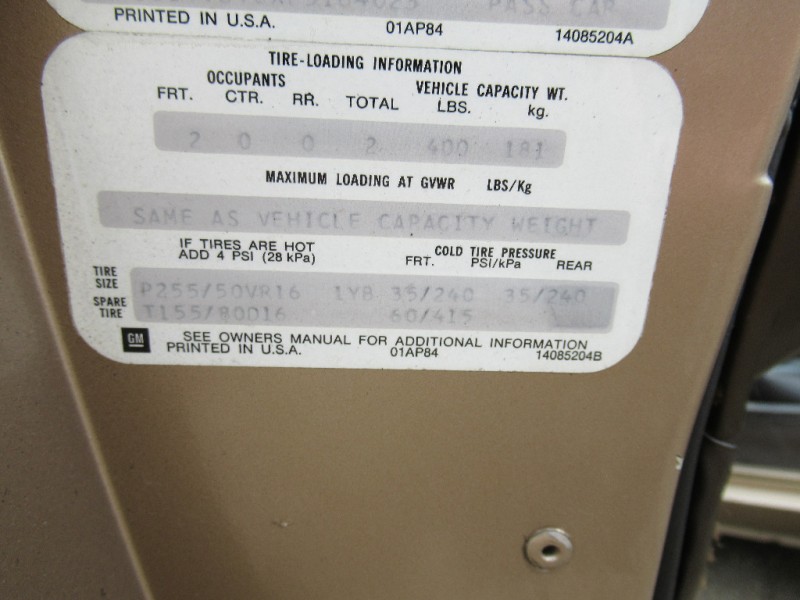 PASS CAR
PRINTED IN U.S.A. 01AP84 14085204A
TIRE-LOADING INFORMATION
OCCUPANTS VEHICLE CAPACITY WT.
FRT. CTR. RR. TOTAL LBS. kg.
2 0 0 2 400 181
MAXIMUM LOADING AT GVWR LBS/Kg
SAME AS VEHICLE CAPACITY WEIGHT
IF TIRES ARE HOT COLD TIRE PRESSURE
ADD 4 PSI (28 kPa) FRT. PSI/kPa REAR
TIRE SIZE P255/50VR16 1YB 35/240 35/240
SPARE TIRE T155/80D16 60/415
GM SEE OWNERS MANUAL FOR ADDITIONAL INFORMATION
PRINTED IN U.S.A. 01AP84 14085204B